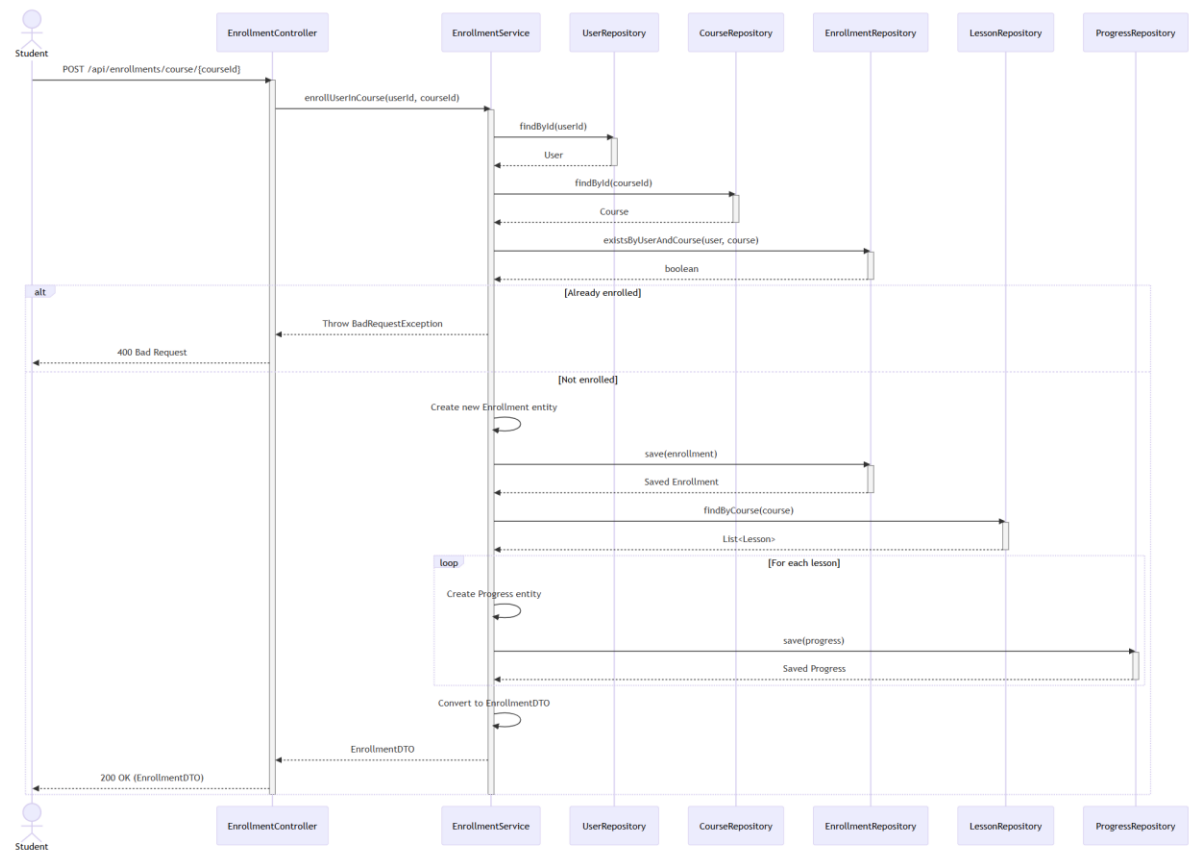 Student
EnrollmentController
EnrollmentService
UserRepository
CourseRepository
EnrollmentRepository
LessonRepository
ProgressRepository
POST /api/enrollments/course/{courseId}
enrollUserInCourse(userId, courseId)
findById(userId)
User
findById(courseId)
Course
existsByUserAndCourse(user, course)
boolean
alt
[Already enrolled]
Throw BadRequestException
400 Bad Request
[Not enrolled]
Create new Enrollment entity
save(enrollment)
Saved Enrollment
findByCourse(course)
List<Lesson>
loop
[For each lesson]
Create Progress entity
save(progress)
Saved Progress
Convert to EnrollmentDTO
EnrollmentDTO
200 OK (EnrollmentDTO)
Student
EnrollmentController
EnrollmentService
UserRepository
CourseRepository
EnrollmentRepository
LessonRepository
ProgressRepository